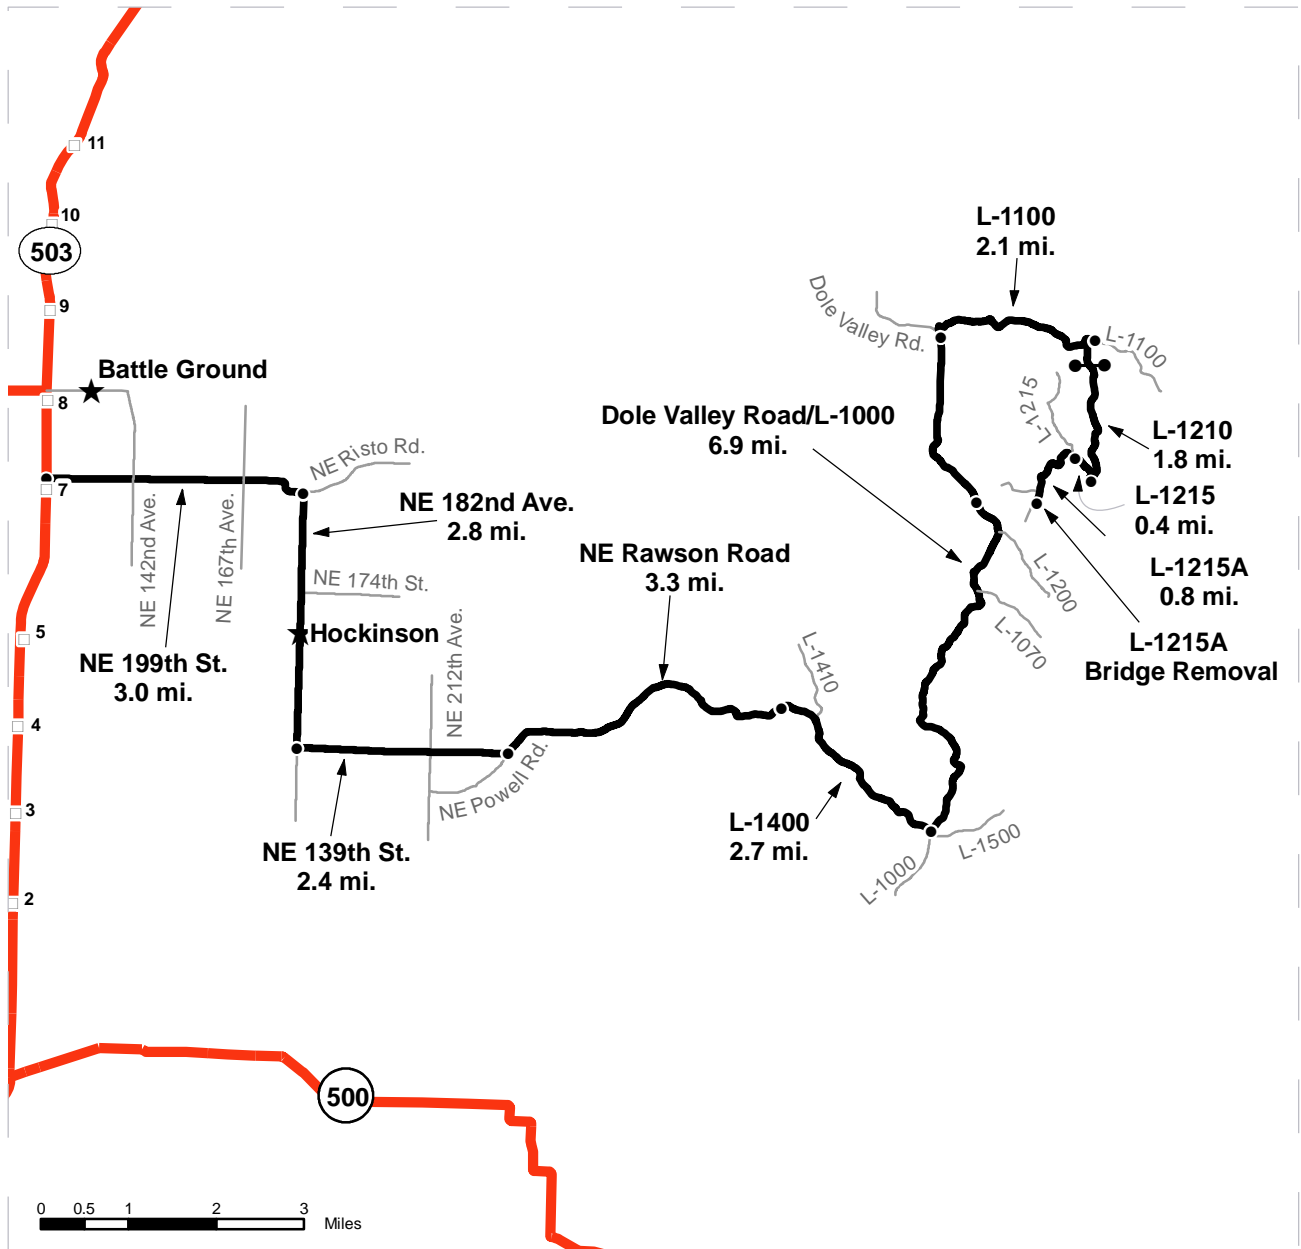 11
10
503
9
Battle Ground
8
7
NE Risto Rd.
NE 142nd Ave.
NE 167th Ave.
NE 182nd Ave.
2.8 mi.
NE 174th St.
Hockinson
NE 199th St.
3.0 mi.
5
4
3
2
NE 212th Ave.
NE Powell Rd.
NE 139th St.
2.4 mi.
NE Rawson Road
3.3 mi.
L-1410
L-1400
2.7 mi.
L-1000
L-1500
Dole Valley Road/L-1000
6.9 mi.
Dole Valley Rd.
L-1100
2.1 mi.
L-1100
L-1215
L-1210
1.8 mi.
L-1215
0.4 mi.
L-1215A
0.8 mi.
L-1215A
Bridge Removal
L-1200
L-1070
500
0 0.5 1 2 3
Miles